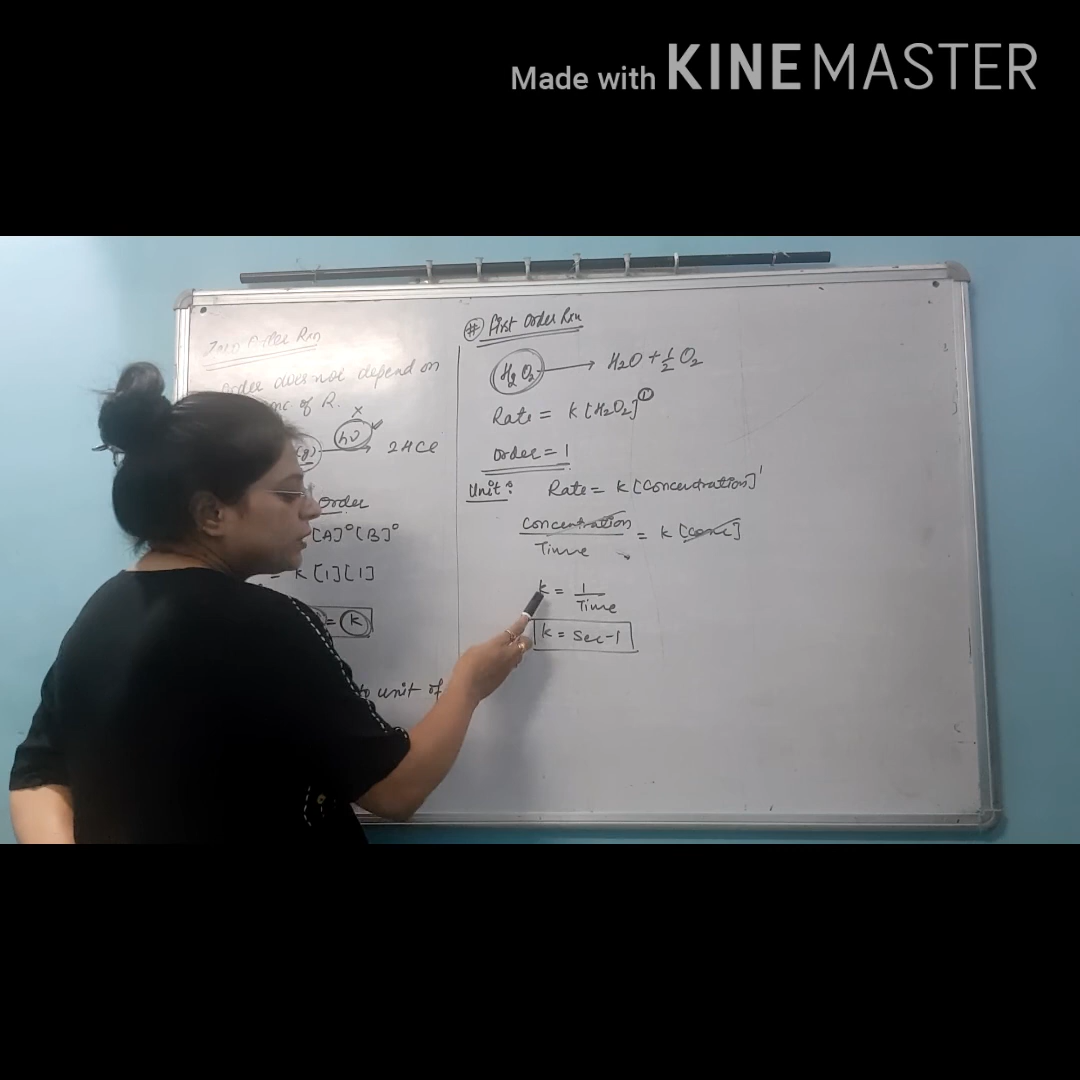 Made with KINEMASTER
Zero Order Rxn
Order does not depend on
of R.
x
(g) hν → 2HCl
Order
[A]° [B]°
= K [1] [1]
= K
to unit of
# First Order Rxn
H2O2 → H2O + 1/2 O2
Rate = K [H2O2]①
Order = 1
Unit: Rate = K [Concentration]¹
Concentration/Time = K [Conc]
K = 1/Time
K = Sec-1